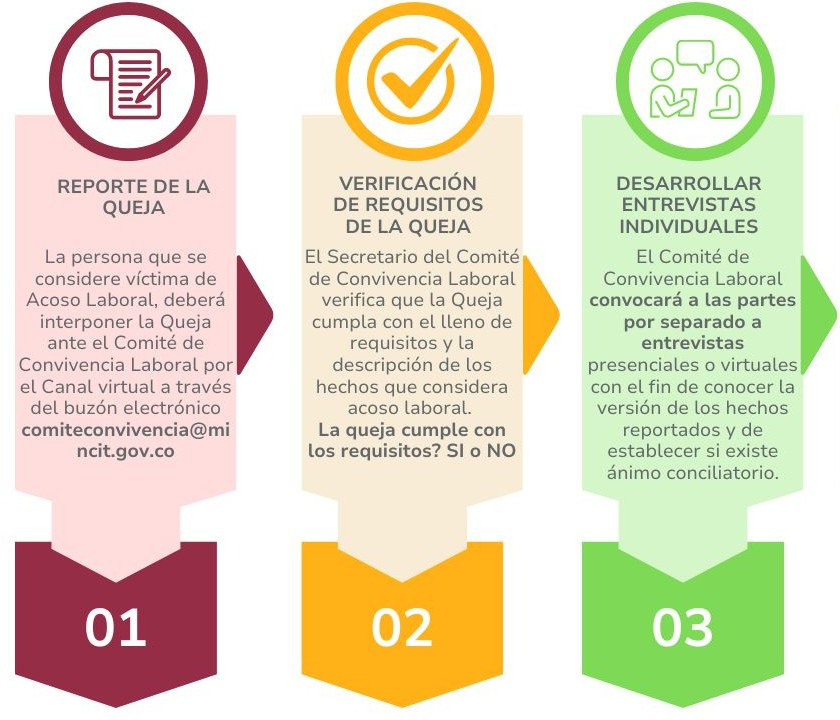 REPORTE DE LA
QUEJA
La persona que se
considere víctima de
Acoso Laboral, deberá
interponer la Queja
ante el Comité de
Convivencia Laboral por
el Canal virtual a través
del buzón electrónico
comiteconvivencia@mi
ncit.gov.co
01
VERIFICACIÓN
DE REQUISITOS
DE LA QUEJA
El Secretario del Comité
de Convivencia Laboral
verifica que la Queja
cumpla con el lleno de
requisitos y la
descripción de los
hechos que considera
acoso laboral.
La queja cumple con
los requisitos? SI o NO
02
DESARROLLAR
ENTREVISTAS
INDIVIDUALES
El Comité de
Convivencia Laboral
convocará a las partes
por separado a
entrevistas
presenciales o virtuales
con el fin de conocer la
versión de los hechos
reportados y de
establecer si existe
ánimo conciliatorio.
03